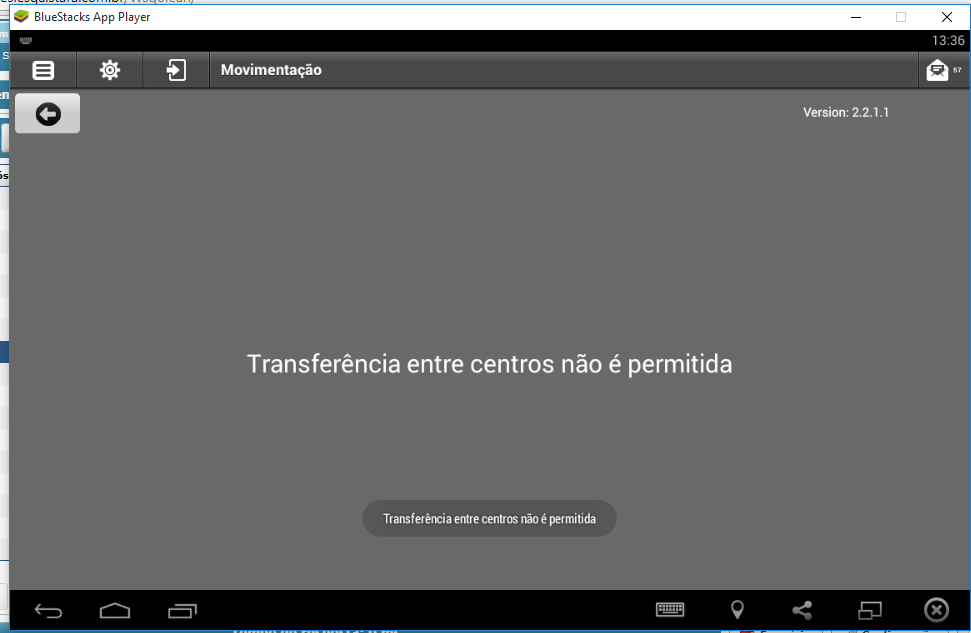 BlueStacks App Player
13:36
Movimentação
57
Version: 2.2.1.1
Transferência entre centros não é permitida
Transferência entre centros não é permitida